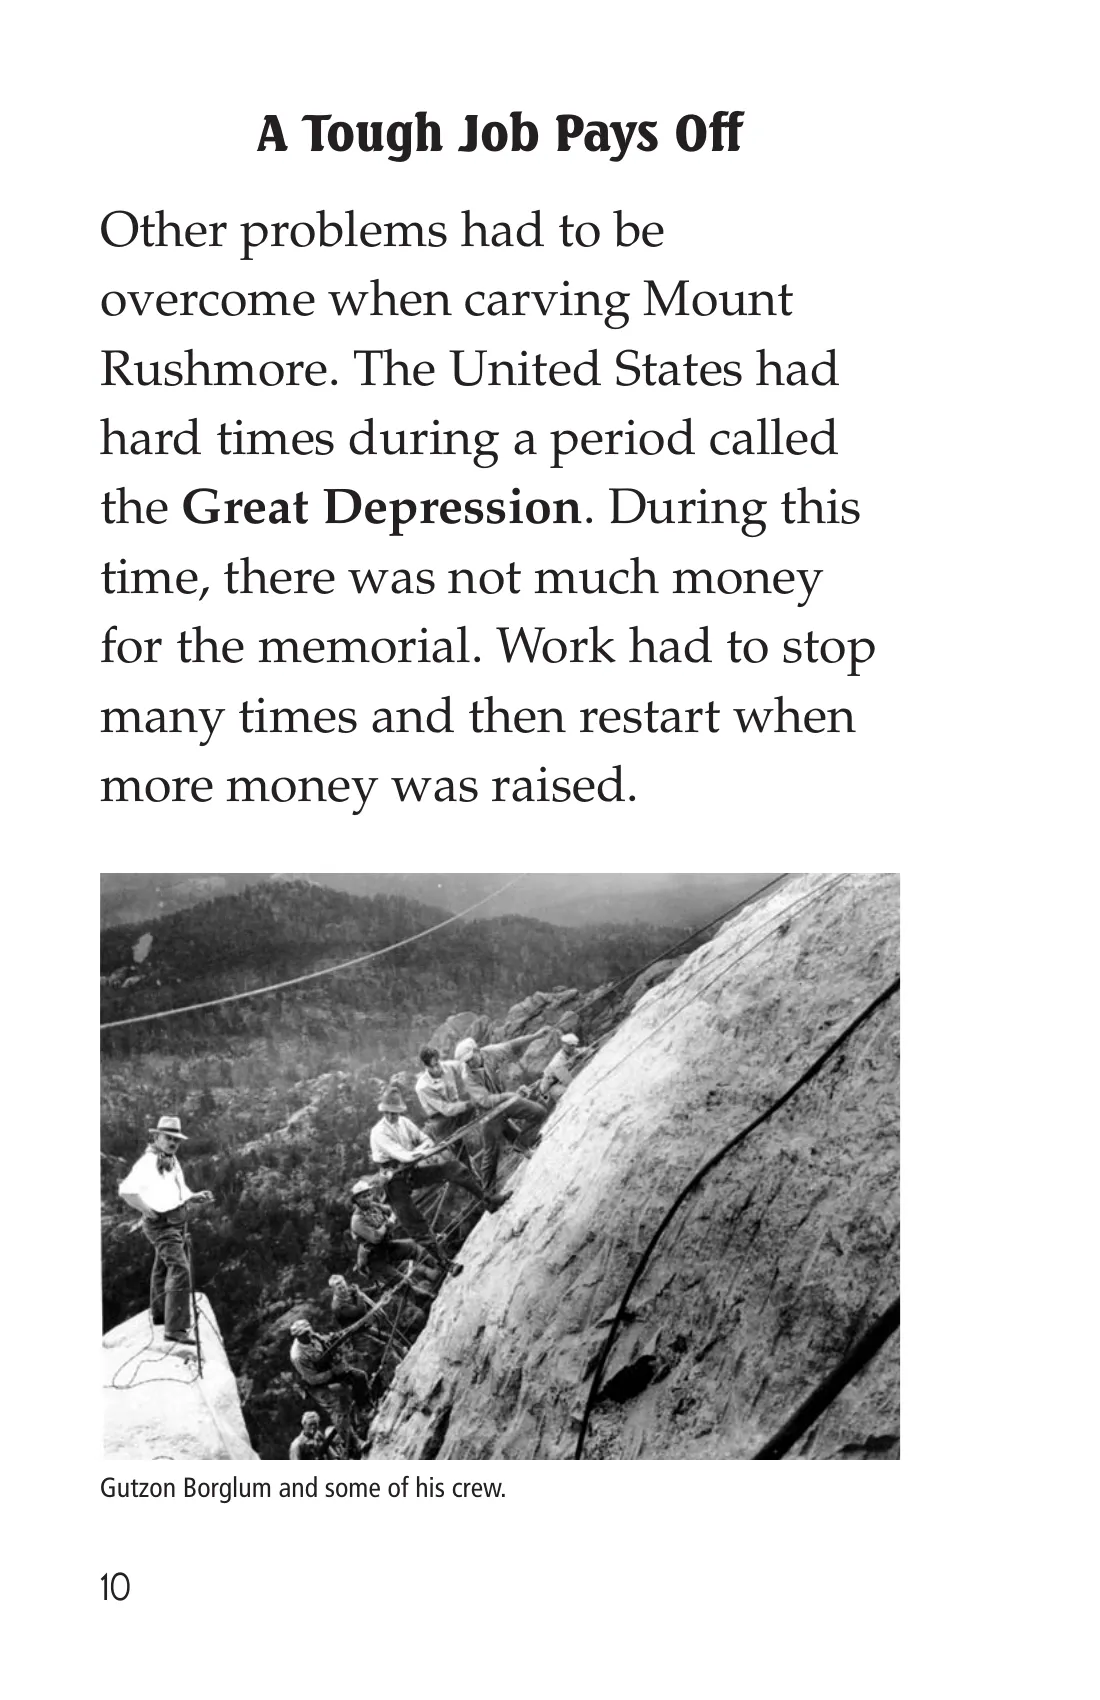 A Tough Job Pays Off
Other problems had to be
overcome when carving Mount
Rushmore. The United States had
hard times during a period called
the Great Depression. During this
time, there was not much money
for the memorial. Work had to stop
many times and then restart when
more money was raised.
Gutzon Borglum and some of his crew.
10